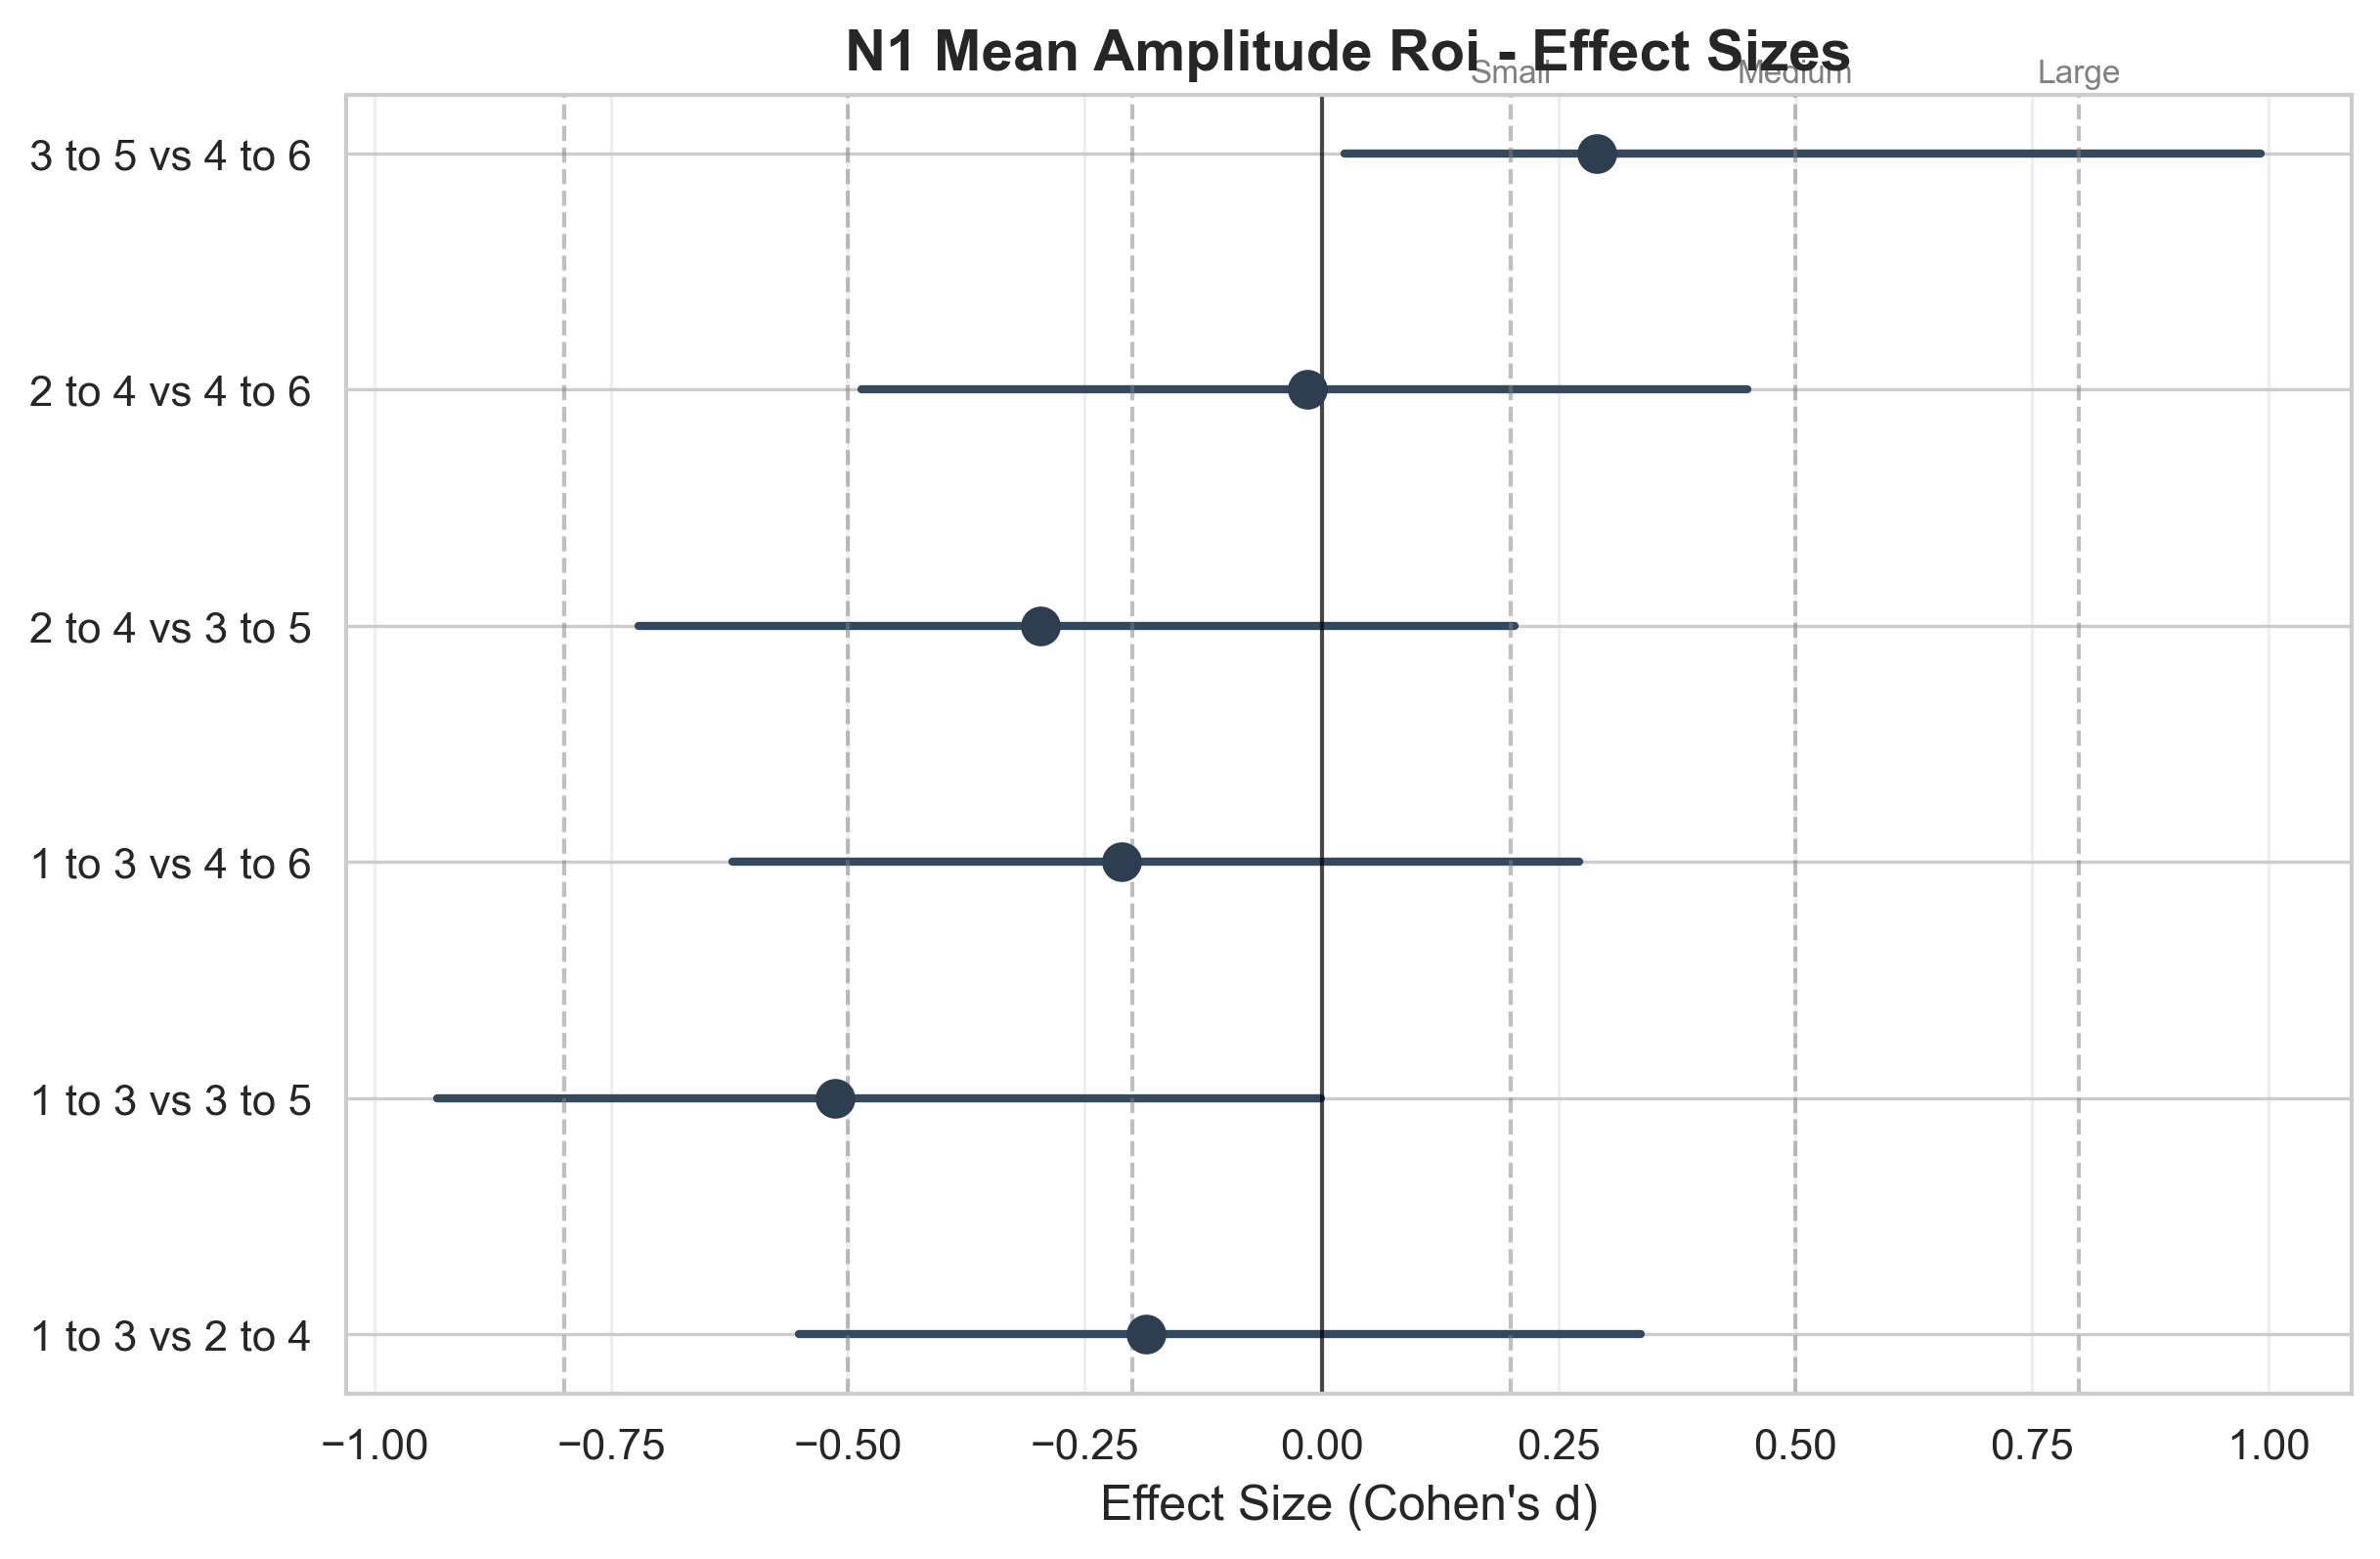 N1 Mean Amplitude Roi - Effect Sizes
Small Medium Large
3 to 5 vs 4 to 6
2 to 4 vs 4 to 6
2 to 4 vs 3 to 5
1 to 3 vs 4 to 6
1 to 3 vs 3 to 5
1 to 3 vs 2 to 4
−1.00 −0.75 −0.50 −0.25 0.00 0.25 0.50 0.75 1.00
Effect Size (Cohen's d)